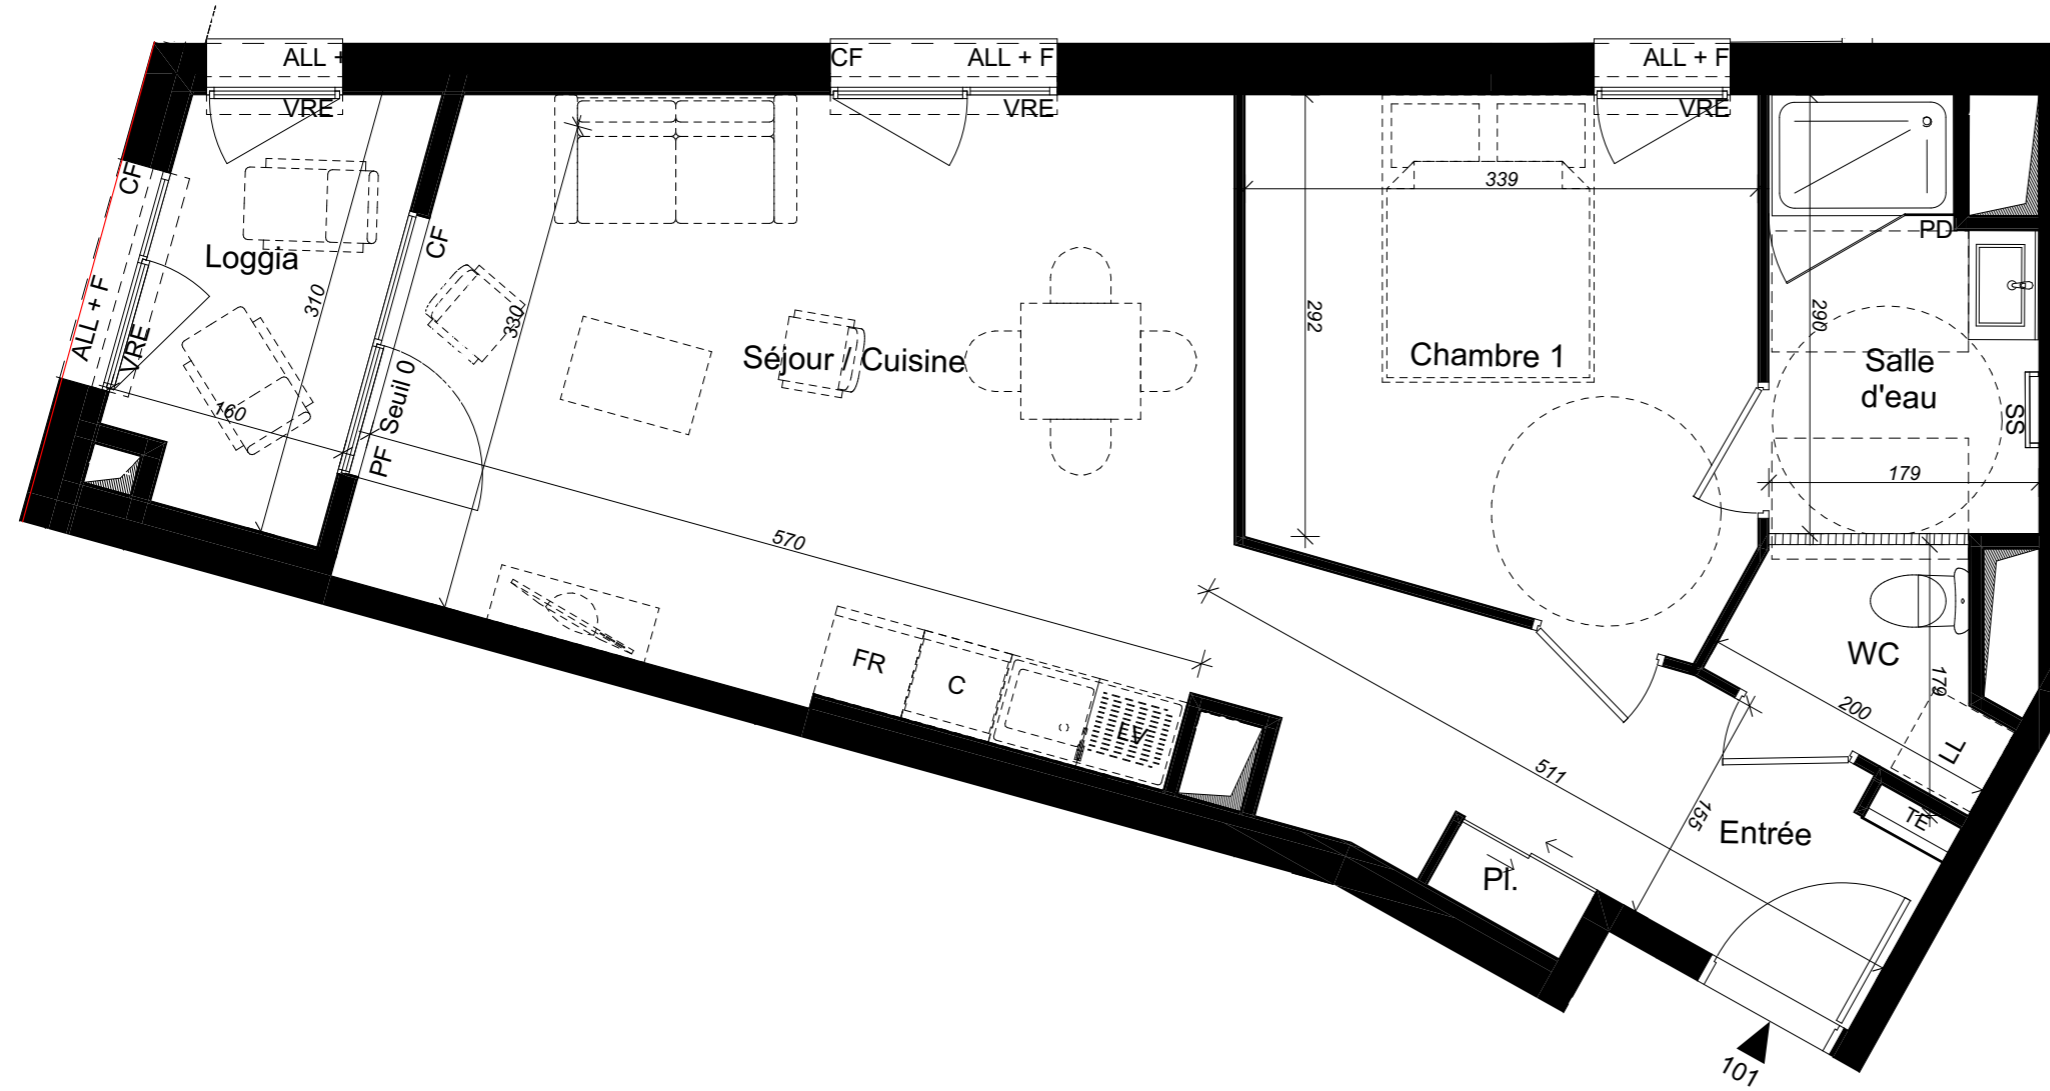 ALL +
CF
ALL + F
ALL + F
VRE
VRE
VRE
CF
Loggia
310
CF
330
ALL + F
VRE
160
Seuil 0
PF
Séjour / Cuisine
570
FR
C
LV
339
292
Chambre 1
PD
290
Salle
d'eau
SS
179
WC
179
200
LL
TE
511
155
Entrée
Pl.
101